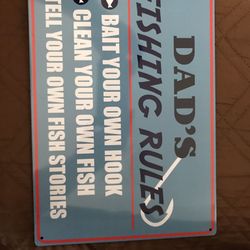 DAD'S
FISHING RULES
BAIT YOUR OWN HOOK
CLEAN YOUR OWN FISH
TELL YOUR OWN FISH STORIES